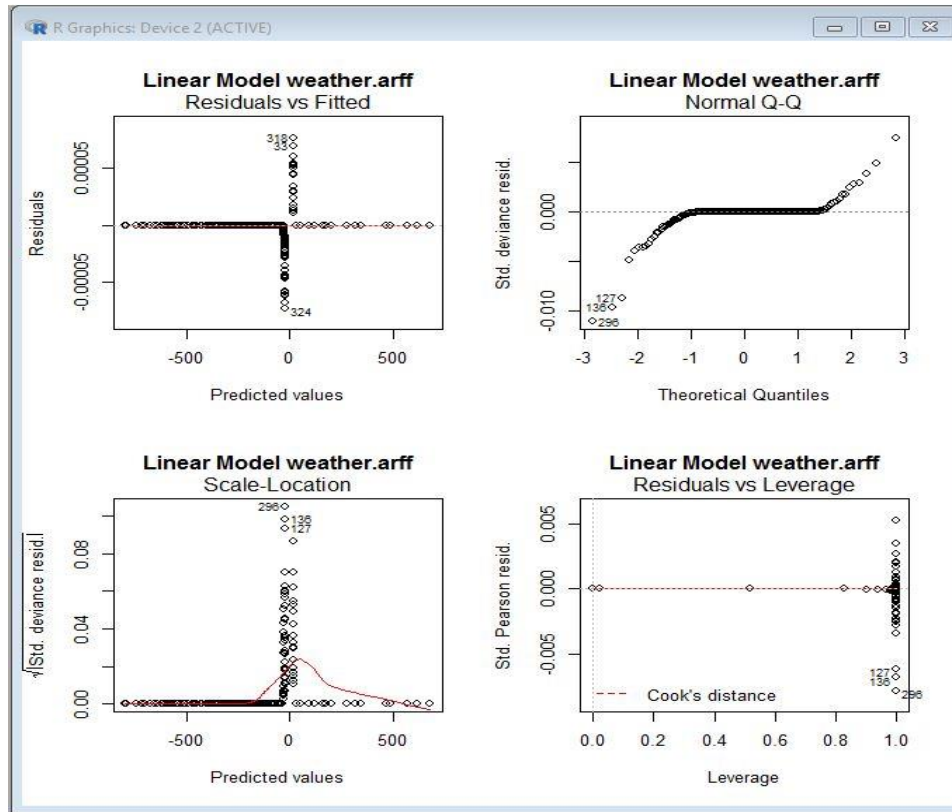 R Graphics: Device 2 (ACTIVE)
Linear Model weather.arff
Residuals vs Fitted
318
33
324
0.00005
-0.00005
Residuals
-500
0
500
Predicted values
Linear Model weather.arff
Normal Q-Q
127
136
296
0.000
-0.010
Std. deviance resid.
-3
-2
-1
0
1
2
3
Theoretical Quantiles
Linear Model weather.arff
Scale-Location
296
136
127
0.08
0.04
0.00
√|Std. deviance resid.|
-500
0
500
Predicted values
Linear Model weather.arff
Residuals vs Leverage
0.005
0.000
-0.005
Std. Pearson resid.
127
136
296
Cook's distance
0.0
0.2
0.4
0.6
0.8
1.0
Leverage